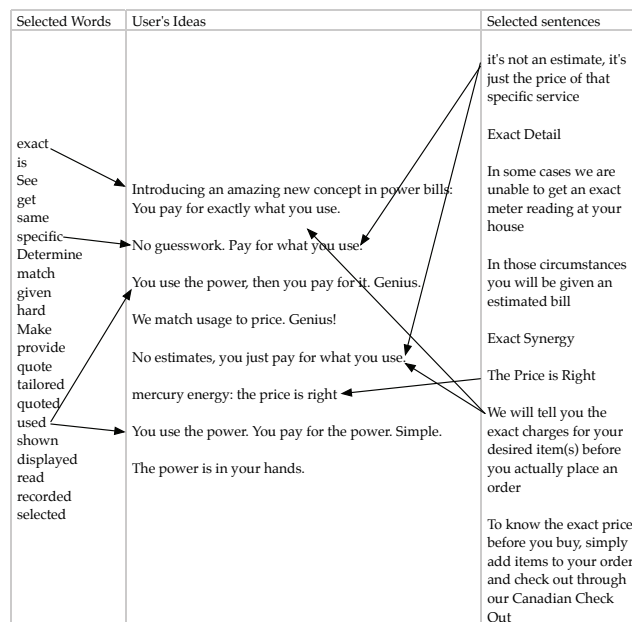 Selected Words
User's Ideas
Selected sentences
exact
is
See
get
same
specific
Determine
match
given
hard
Make
provide
quote
tailored
quoted
used
shown
displayed
read
recorded
selected
Introducing an amazing new concept in power bills:
You pay for exactly what you use.
No guesswork. Pay for what you use.
You use the power, then you pay for it. Genius.
We match usage to price. Genius!
No estimates, you just pay for what you use.
mercury energy: the price is right
You use the power. You pay for the power. Simple.
The power is in your hands.
it's not an estimate, it's
just the price of that
specific service
Exact Detail
In some cases we are
unable to get an exact
meter reading at your
house
In those circumstances
you will be given an
estimated bill
Exact Synergy
The Price is Right
We will tell you the
exact charges for your
desired item(s) before
you actually place an
order
To know the exact price
before you buy, simply
add items to your order
and check out through
our Canadian Check
Out